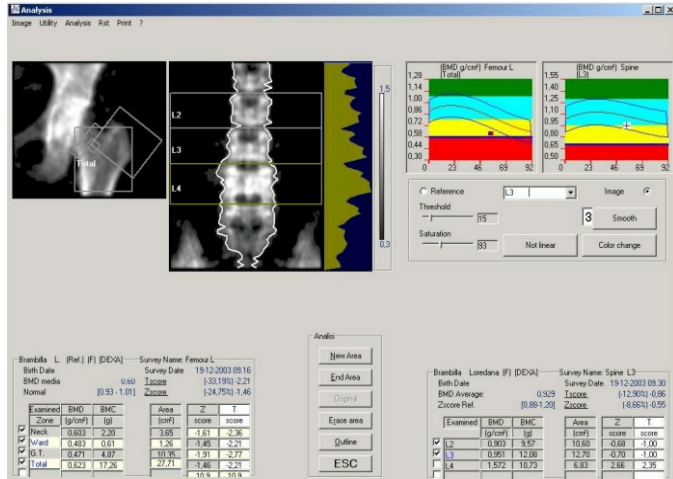 Analysis
Image Utility Analysis Rst Print ?
Total
L2
L3
L4
1,5
0,3
(BMD g/cm²) Femour L
(Total)
1,28
1,14
1,00
0,86
0,72
0,58
0,44
0,30
0 23 46 69 92
(BMD g/cm²) Spine
(L3)
1,55
1,40
1,25
1,10
0,95
0,80
0,65
0,50
0 23 46 69 92
Reference L3 Image
Threshold
15
3 Smooth
Saturation
93
Not linear Color change
Analisi
New Area
End Area
Original
Erase area
Outline
ESC
Brambilla L. (Ref.) (F) [DEXA] Survey Name: Femour L
Birth Date Survey Date 19-12-2003 09.16
BMD media 0,60 Tscore (-33,19%) -2,21
Normal [0.93 - 1.01] Zscore (-24,75%) -1,46
Examined BMD BMC Area Z T
Zone (g/cm²) (g) (cm²) score score
Neck 0,603 2,20 3,65 -1,61 -2,36
Ward 0,483 0,61 1,26 -1,45 -2,21
G.T. 0,471 4,87 10,35 -1,91 -2,77
Total 0,623 17,26 27,71 -1,46 -2,21
10,9 10,9
Brambilla Loredana (F) [DEXA] Survey Name: Spine L3
Birth Date Survey Date 19-12-2003 09.30
BMD Average: 0,929 Tscore [-12,90%] -0,86
Zscore Ref. [0,88-1,20] Zscore (-8,66%) -0,55
Examined BMD BMC Area Z T
(g/cm²) (g) (cm²) score score
L2 0,903 9,57 10,60 -0,68 -1,00
L3 0,951 12,08 12,70 -0,70 -1,00
L4 1,572 10,73 6,83 2,66 2,35